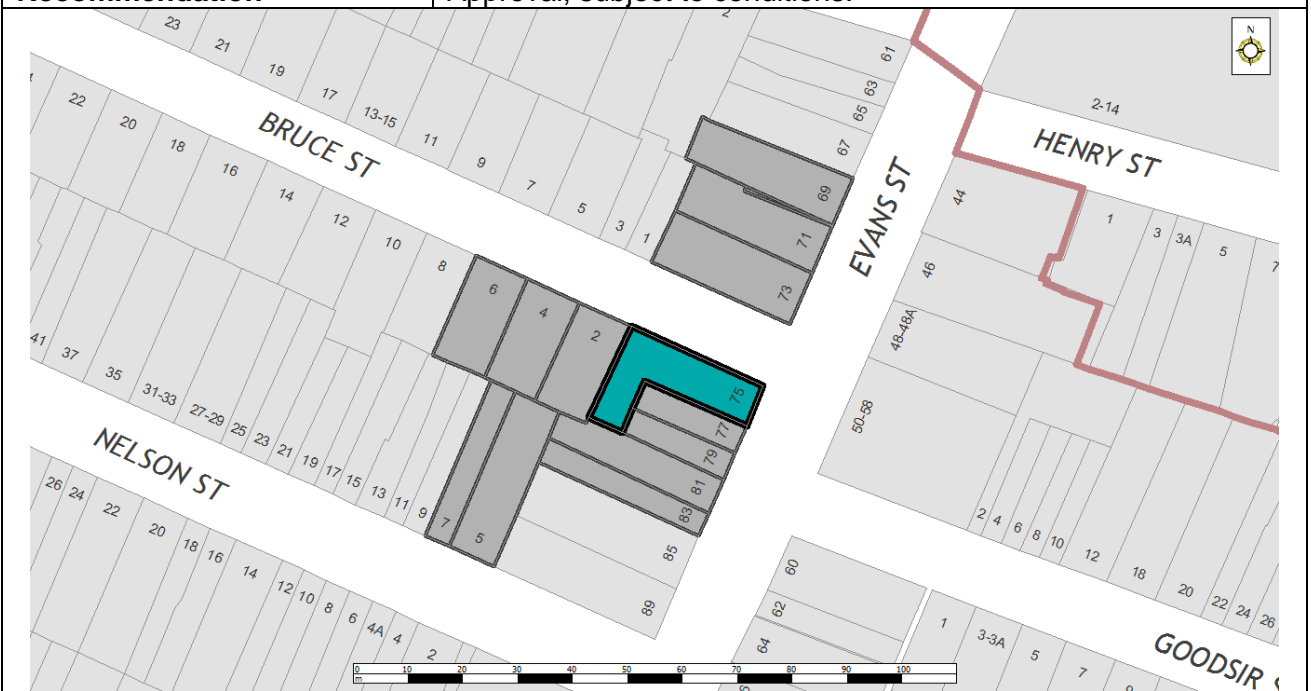 Recommendation Approval, subject to conditions.
N
23 21 19 17 13-15 11 9 7 5 3 1
2
61 63 65 67 69 71 73
2-14
BRUCE ST
HENRY ST
EVANS ST
22 20 18 16 14 12 10 8 6 4 2
44 46 48-48A 50-58
1 3 3A 5 7
75 77 79 81 83 85 89
41 37 35 31-33 27-29 25 23 21 19 17 15 13 11 9 7 5
NELSON ST
26 24 22 20 18 16 14 12 10 8 6 4A 4 2
2 4 6 8 10 12 18 20 22 24 26
60 62 64
1 3-3A 5 7
GOODSIR
0 10 20 30 40 50 60 70 80 90 100
m